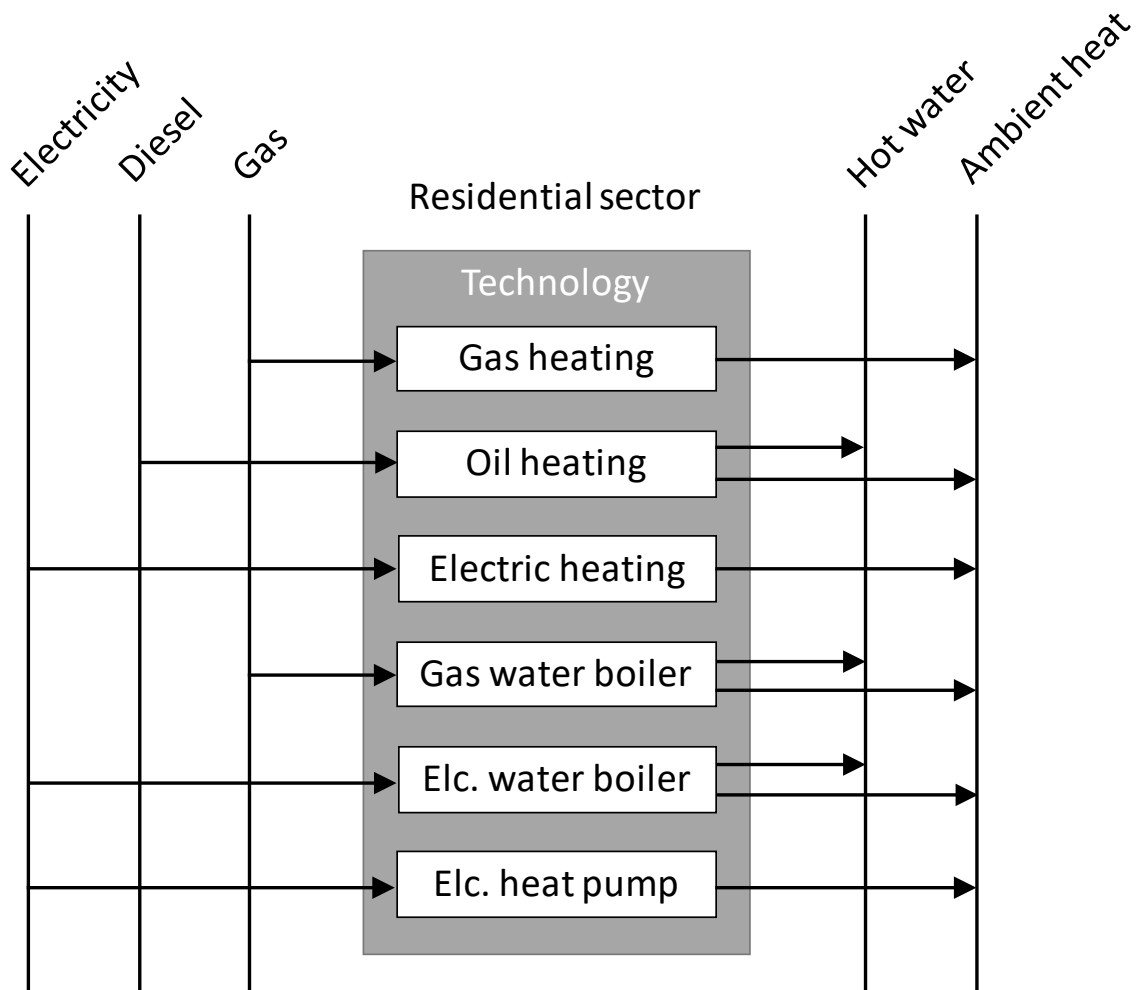 Electricity
Diesel
Gas
Hot water
Ambient heat
Residential sector
Technology
Gas heating
Oil heating
Electric heating
Gas water boiler
Elc. water boiler
Elc. heat pump